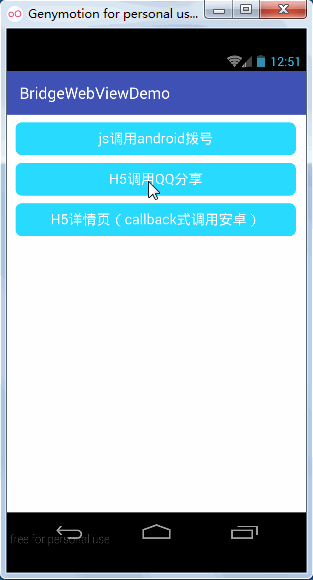 Genymotion for personal us...
12:51
BridgeWebViewDemo
js调用android拨号
H5调用QQ分享
H5详情页（callback式调用安卓）
free for personal use